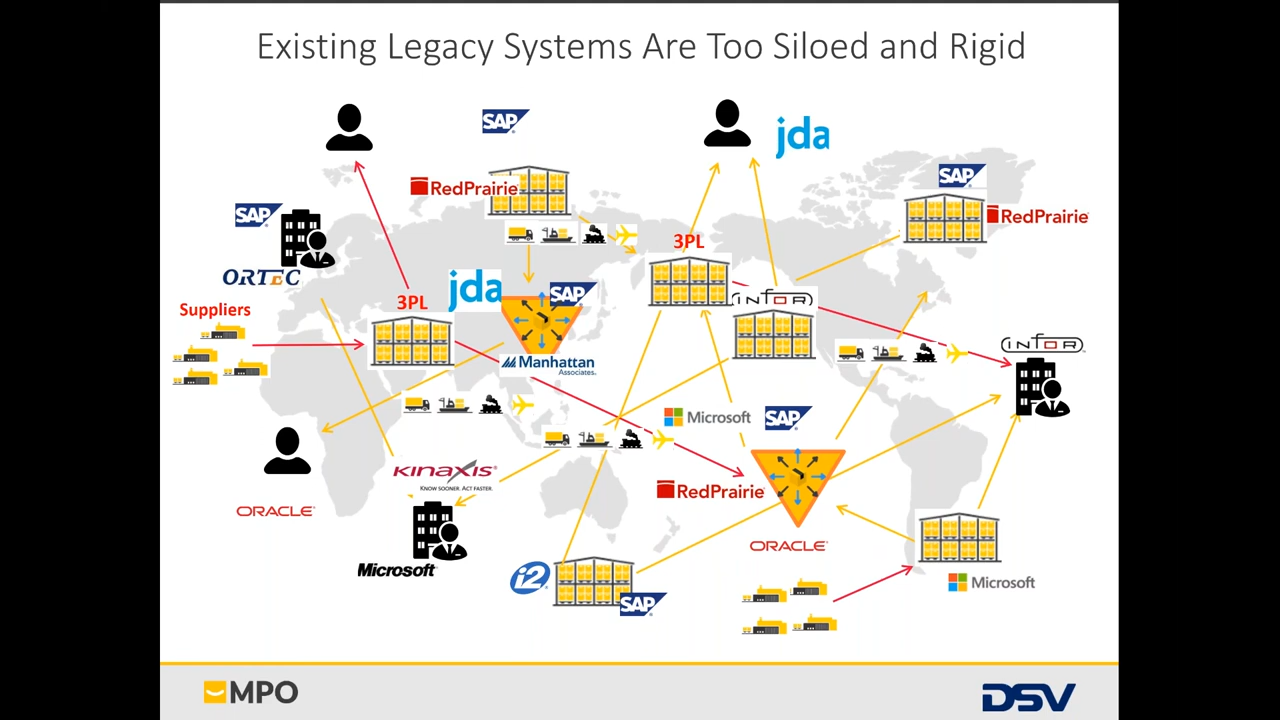 Existing Legacy Systems Are Too Siloed and Rigid
SAP
jda
SAP
RedPrairie
RedPrairie
SAP
3PL
ORTEC
jda
SAP
INFOR
Suppliers
3PL
INFOR
Manhattan
Associates
Microsoft
SAP
KINAXIS
KNOW SOONER. ACT FASTER.
RedPrairie
ORACLE
ORACLE
Microsoft
i2
SAP
Microsoft
MPO
DSV